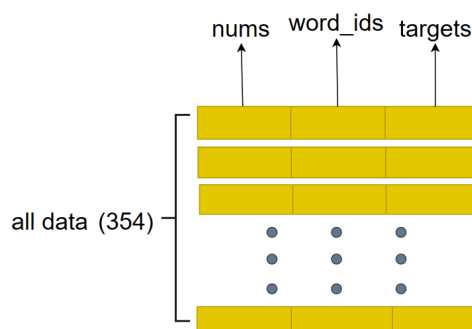 nums word_ids targets
all data (354)